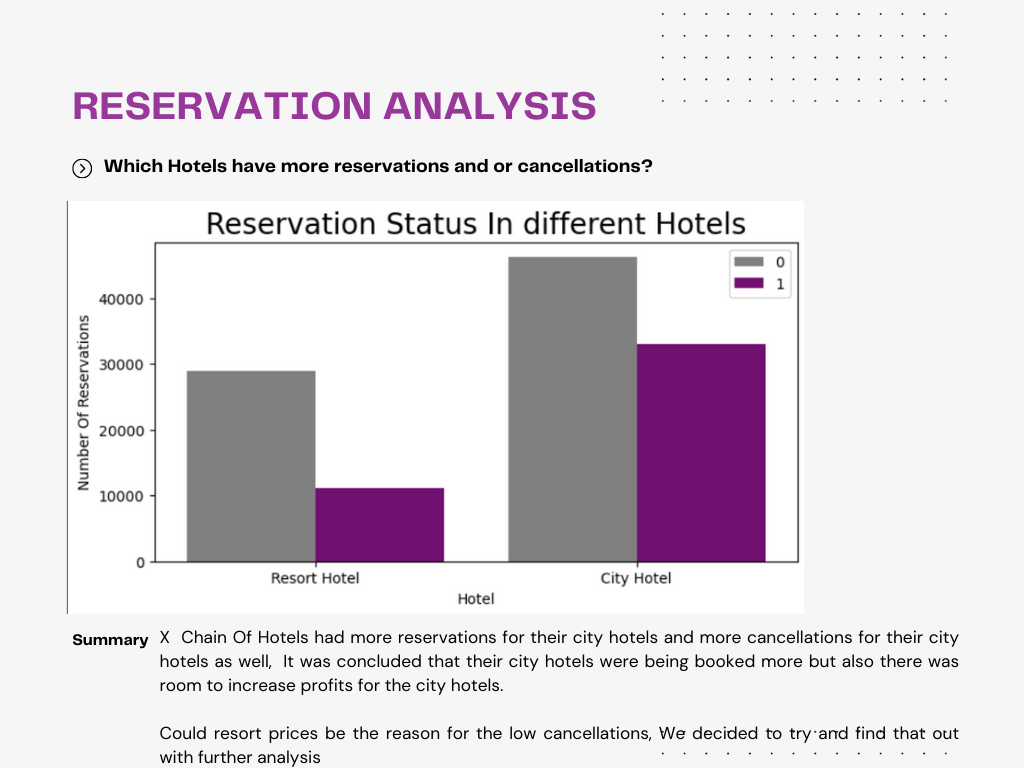 RESERVATION ANALYSIS
Which Hotels have more reservations and or cancellations?
Reservation Status In different Hotels
0
1
Number Of Reservations
40000
30000
20000
10000
0
Resort Hotel
City Hotel
Hotel
Summary
X Chain Of Hotels had more reservations for their city hotels and more cancellations for their city
hotels as well, It was concluded that their city hotels were being booked more but also there was
room to increase profits for the city hotels.
Could resort prices be the reason for the low cancellations, We decided to try and find that out
with further analysis